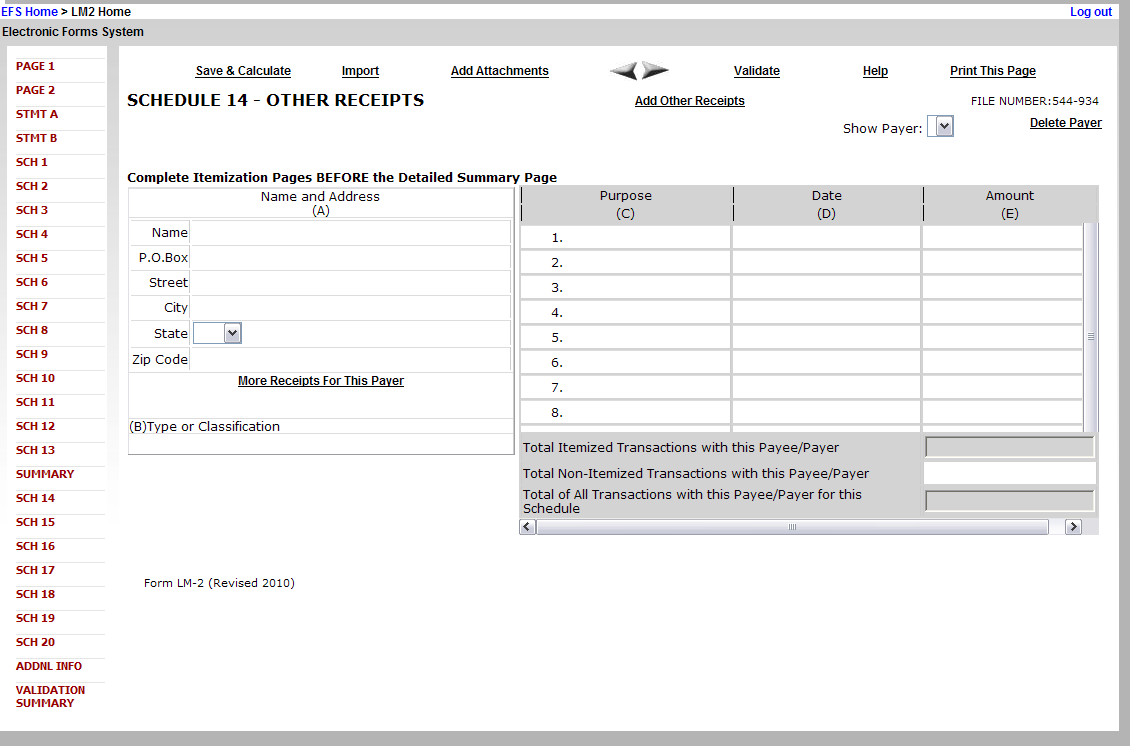 EFS Home > LM2 Home
Log out
Electronic Forms System
PAGE 1
PAGE 2
STMT A
STMT B
SCH 1
SCH 2
SCH 3
SCH 4
SCH 5
SCH 6
SCH 7
SCH 8
SCH 9
SCH 10
SCH 11
SCH 12
SCH 13
SUMMARY
SCH 14
SCH 15
SCH 16
SCH 17
SCH 18
SCH 19
SCH 20
ADDNL INFO
VALIDATION
SUMMARY
Save & Calculate
Import
Add Attachments
Validate
Help
Print This Page
SCHEDULE 14 - OTHER RECEIPTS
Add Other Receipts
FILE NUMBER:544-934
Show Payer:
Delete Payer
Complete Itemization Pages BEFORE the Detailed Summary Page
Name and Address
(A)
Name
P.O.Box
Street
City
State
Zip Code
More Receipts For This Payer
(B)Type or Classification
Purpose
(C)
Date
(D)
Amount
(E)
1.
2.
3.
4.
5.
6.
7.
8.
Total Itemized Transactions with this Payee/Payer
Total Non-Itemized Transactions with this Payee/Payer
Total of All Transactions with this Payee/Payer for this
Schedule
Form LM-2 (Revised 2010)